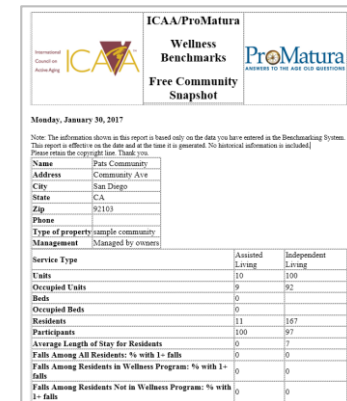 ICAA/ProMatura
Wellness
Benchmarks
Free Community
Snapshot
International
Council on
Active Aging
ICAA
ProMatura
ANSWERS TO THE AGE OLD QUESTIONS
Monday, January 30, 2017
Note: The information shown in this report is based only on the data you have entered in the Benchmarking System.
This report is effective on the date and at the time it is generated. No historical information is included.
Please retain the copyright line. Thank you.
Name Pats Community
Address Community Ave
City San Diego
State CA
Zip 92103
Phone
Type of property sample community
Management Managed by owners
Service Type Assisted Living Independent Living
Units 10 100
Occupied Units 9 92
Beds 0
Occupied Beds 0
Residents 11 167
Participants 100 97
Average Length of Stay for Residents 0 7
Falls Among All Residents: % with 1+ falls 0 0
Falls Among Residents in Wellness Program: % with 1+
falls 0 0
Falls Among Residents Not in Wellness Program: % with
1+ falls 0 0